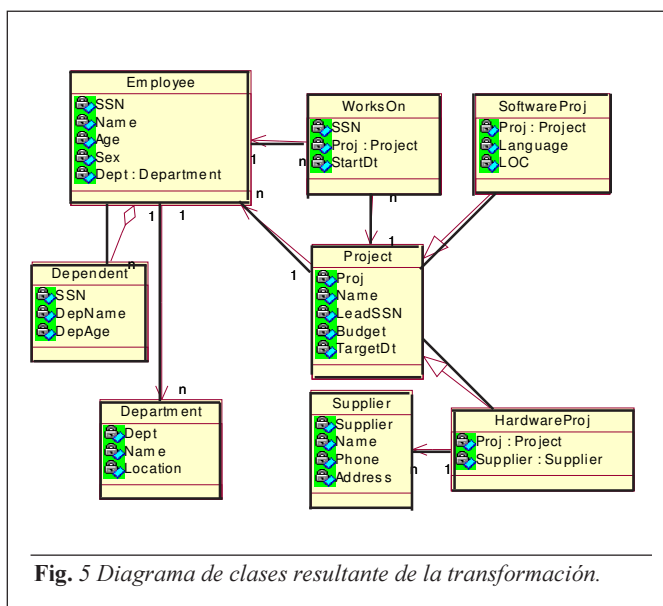 Employee
SSN
Name
Age
Sex
Dept : Department
WorksOn
SSN
Proj : Project
StartDt
SoftwareProj
Proj : Project
Language
LOC
1
n
n
n
1
1
1
1
n
Dependent
SSN
DepName
DepAge
Project
Proj
Name
LeadSSN
Budget
TargetDt
n
Department
Dept
Name
Location
Supplier
Supplier
Name
Phone
Address
n
1
HardwareProj
Proj : Project
Supplier : Supplier
Fig. 5 Diagrama de clases resultante de la transformación.